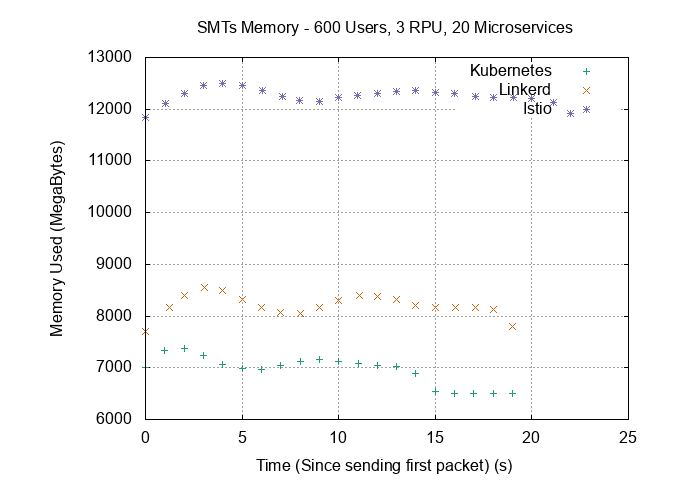 SMTs Memory - 600 Users, 3 RPU, 20 Microservices
13000
12000
11000
10000
9000
8000
7000
6000
Memory Used (MegaBytes)
Kubernetes
Linkerd
Istio
0 5 10 15 20 25
Time (Since sending first packet) (s)